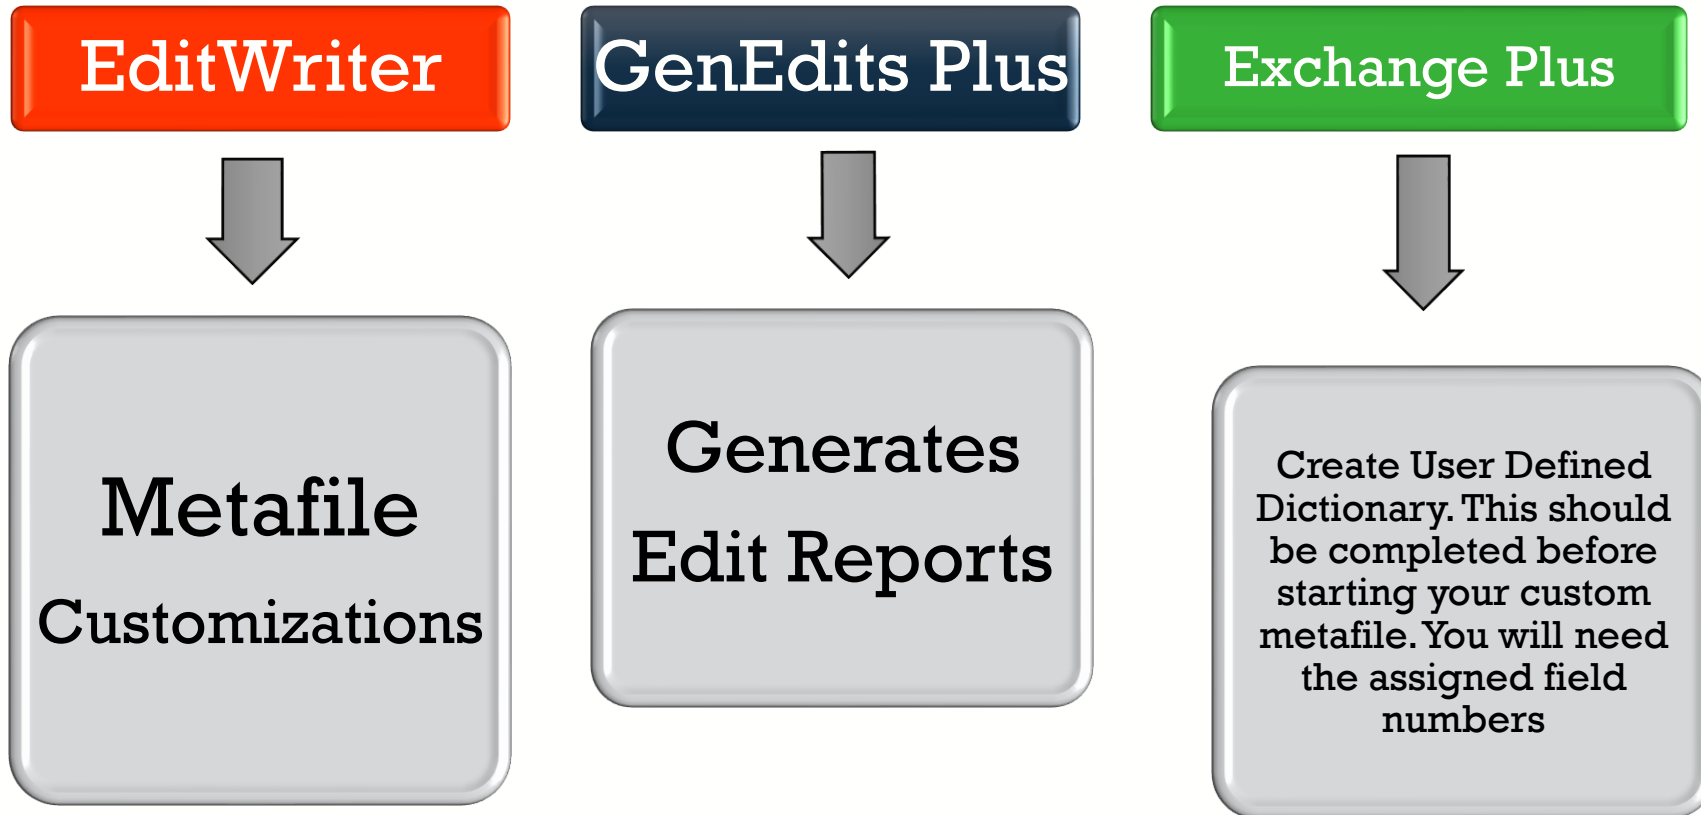 EditWriter
Metafile
Customizations
GenEdits Plus
Generates
Edit Reports
Exchange Plus
Create User Defined
Dictionary. This should
be completed before
starting your custom
metafile. You will need
the assigned field
numbers